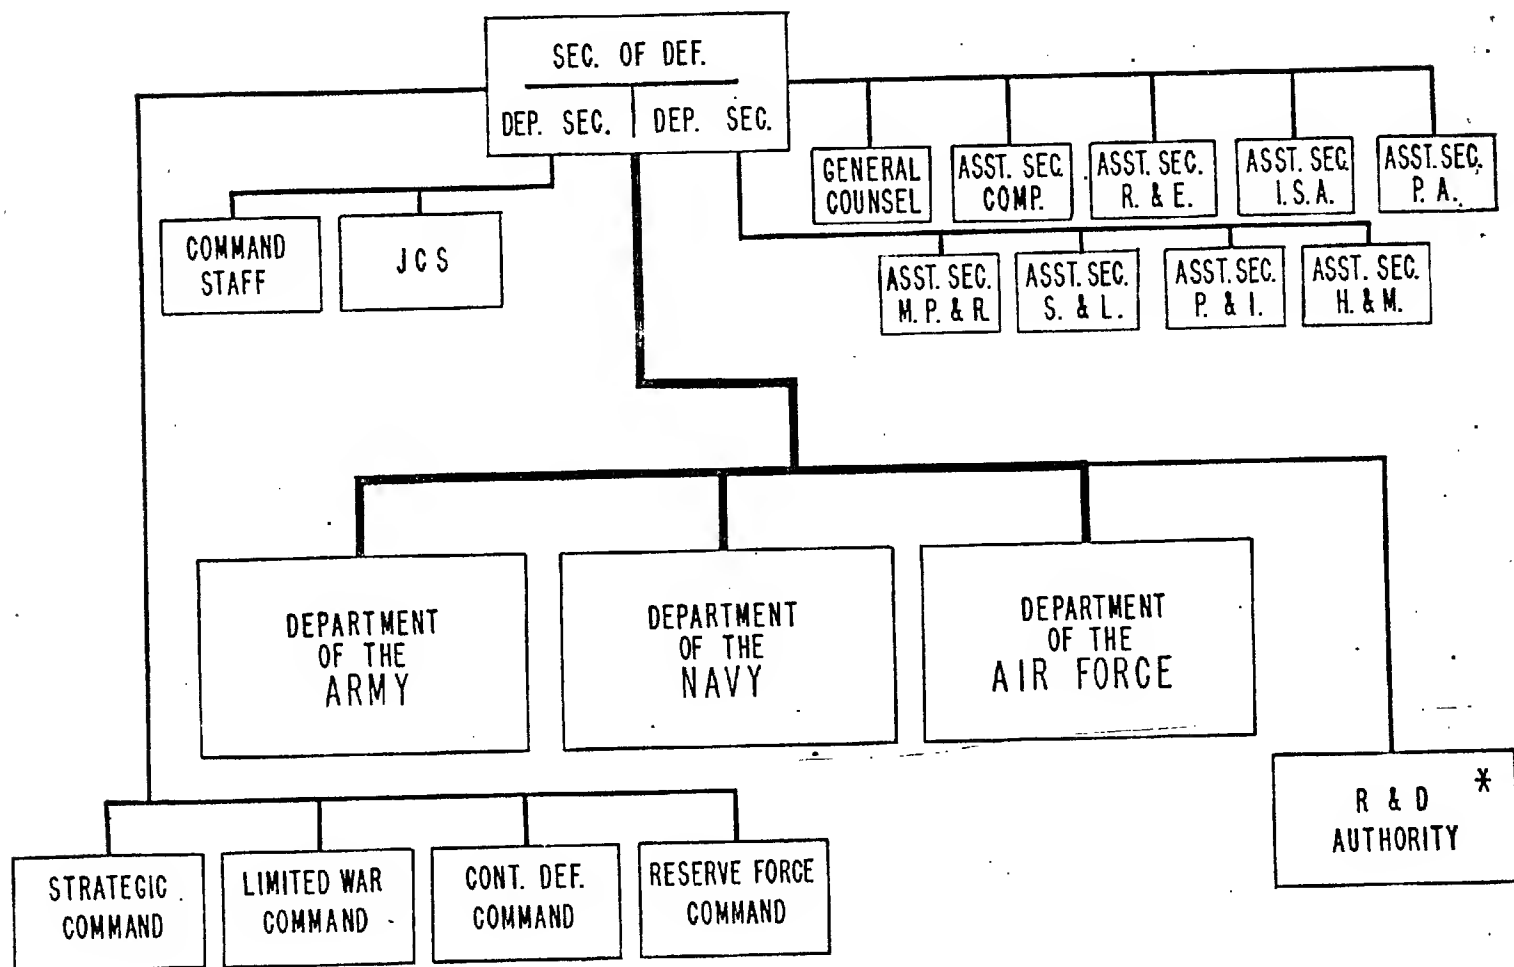 SEC. OF DEF.
DEP. SEC.
DEP. SEC.
COMMAND
STAFF
J C S
GENERAL
COUNSEL
ASST. SEC.
COMP.
ASST. SEC.
R. & E.
ASST. SEC.
I. S. A.
ASST. SEC.
P. A.
ASST. SEC.
M. P. & R.
ASST. SEC.
S. & L.
ASST. SEC.
P. & I.
ASST. SEC.
H. & M.
DEPARTMENT
OF THE
ARMY
DEPARTMENT
OF THE
NAVY
DEPARTMENT
OF THE
AIR FORCE
R & D
AUTHORITY
*
STRATEGIC
COMMAND
LIMITED WAR
COMMAND
CONT. DEF.
COMMAND
RESERVE FORCE
COMMAND